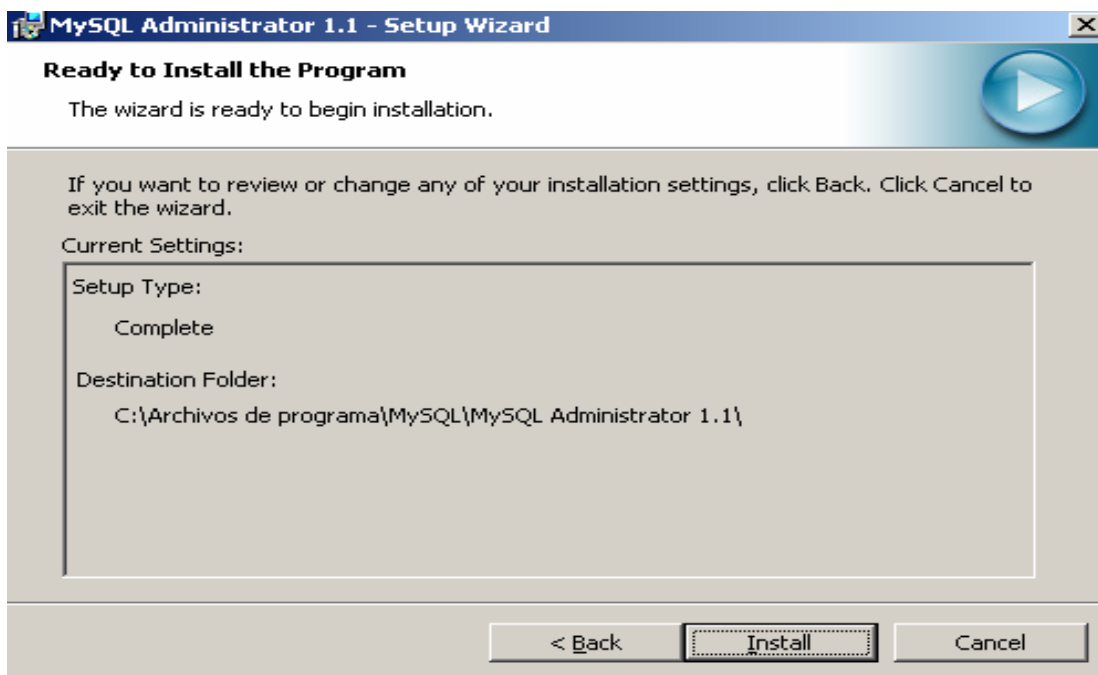 MySQL Administrator 1.1 - Setup Wizard
Ready to Install the Program
The wizard is ready to begin installation.
If you want to review or change any of your installation settings, click Back. Click Cancel to
exit the wizard.
Current Settings:
Setup Type:
Complete
Destination Folder:
C:\Archivos de programa\MySQL\MySQL Administrator 1.1\
< Back
Install
Cancel